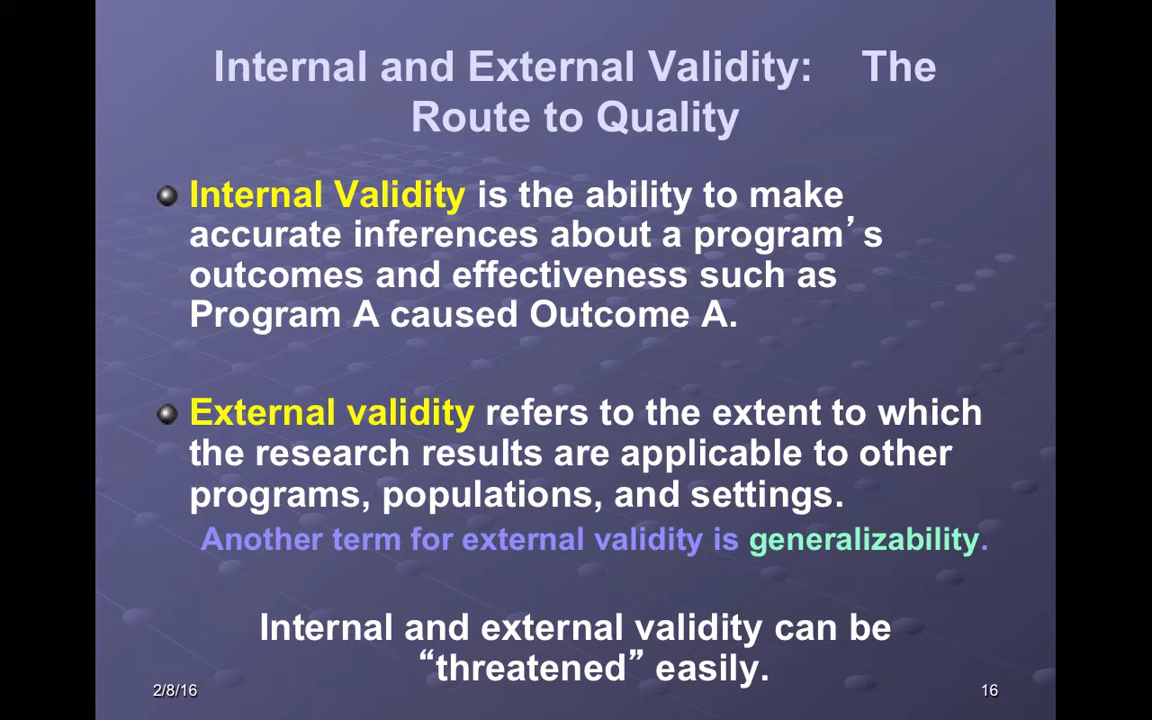 Internal and External Validity: The
Route to Quality
Internal Validity is the ability to make
accurate inferences about a program’s
outcomes and effectiveness such as
Program A caused Outcome A.
External validity refers to the extent to which
the research results are applicable to other
programs, populations, and settings.
Another term for external validity is generalizability.
Internal and external validity can be
“threatened” easily.
2/8/16
16